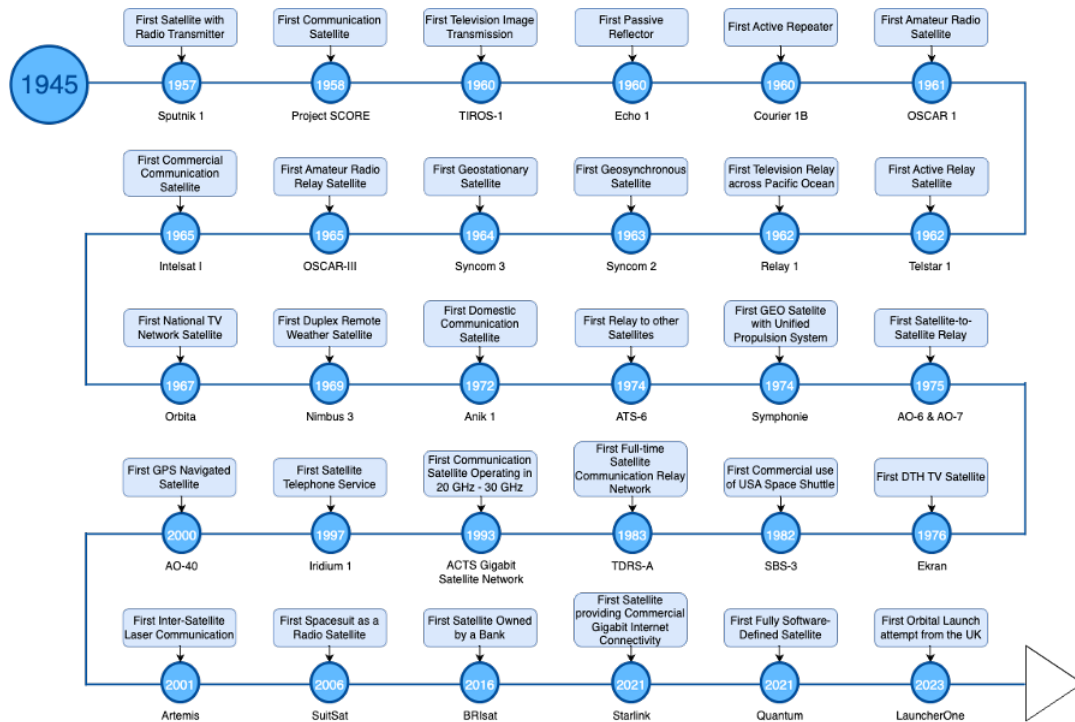 1945
First Satellite with
Radio Transmitter
1957
Sputnik 1
First Communication
Satellite
1958
Project SCORE
First Television Image
Transmission
1960
TIROS-1
First Passive
Reflector
1960
Echo 1
First Active Repeater
1960
Courier 1B
First Amateur Radio
Satellite
1961
OSCAR 1
First Commercial
Communication
Satellite
1965
Intelsat I
First Amateur Radio
Relay Satellite
1965
OSCAR-III
First Geostationary
Satellite
1964
Syncom 3
First Geosynchronous
Satellite
1963
Syncom 2
First Television Relay
across Pacific Ocean
1962
Relay 1
First Active Relay
Satellite
1962
Telstar 1
First National TV
Network Satellite
1967
Orbita
First Duplex Remote
Weather Satellite
1969
Nimbus 3
First Domestic
Communication
Satellite
1972
Anik 1
First Relay to other
Satellites
1974
ATS-6
First GEO Satelite
with Unified
Propulsion System
1974
Symphonie
First Satellite-to-
Satellite Relay
1975
AO-6 & AO-7
First GPS Navigated
Satellite
2000
AO-40
First Satellite
Telephone Service
1997
Iridium 1
First Communication
Satellite Operating in
20 GHz - 30 GHz
1993
ACTS Gigabit
Satellite Network
First Full-time
Satellite
Communication Relay
Network
1983
TDRS-A
First Commercial use
of USA Space Shuttle
1982
SBS-3
First DTH TV Satellite
1976
Ekran
First Inter-Satellite
Laser Communication
2001
Artemis
First Spacesuit as a
Radio Satellite
2006
SuitSat
First Satellite Owned
by a Bank
2016
BRIsat
First Satellite
providing Commercial
Gigabit Internet
Connectivity
2021
Starlink
First Fully Software-
Defined Satellite
2021
Quantum
First Orbital Launch
attempt from the UK
2023
LauncherOne